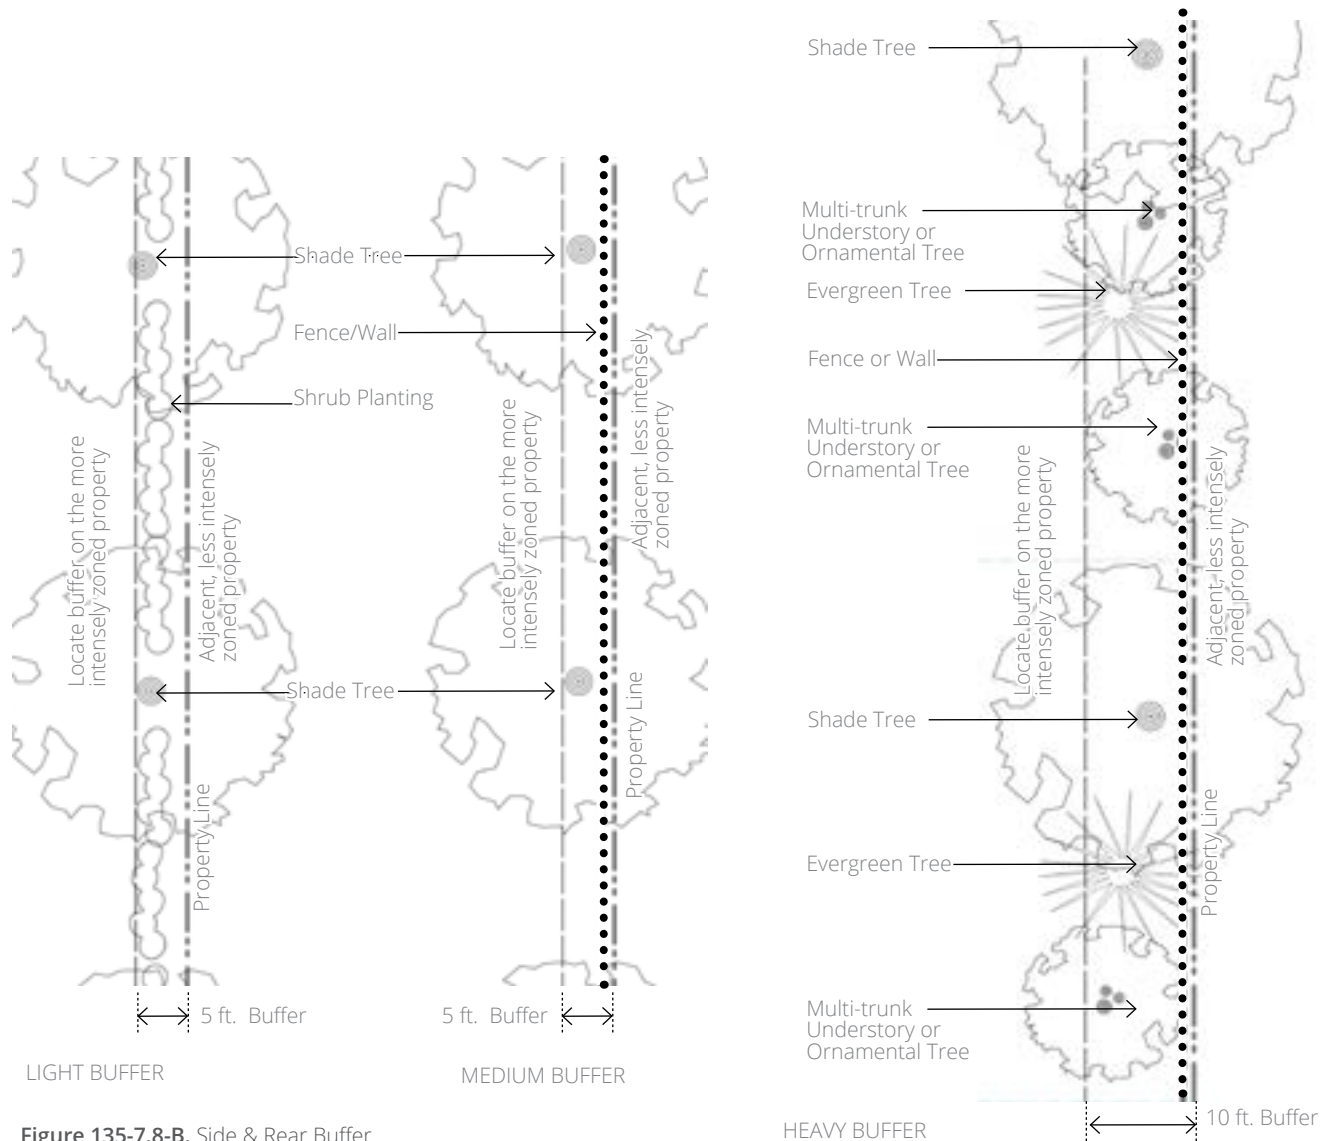 Shade Tree
Fence/Wall
Shrub Planting
Locate buffer on the more
intensely zoned property
Adjacent, less intensely
zoned property
Shade Tree
Property Line
5 ft. Buffer
LIGHT BUFFER
Locate buffer on the more
intensely zoned property
Adjacent, less intensely
zoned property
Property Line
5 ft. Buffer
MEDIUM BUFFER
Shade Tree
Multi-trunk
Understory or
Ornamental Tree
Evergreen Tree
Fence or Wall
Multi-trunk
Understory or
Ornamental Tree
Locate buffer on the more
intensely zoned property
Adjacent, less intensely
zoned property
Shade Tree
Property Line
Evergreen Tree
Multi-trunk
Understory or
Ornamental Tree
10 ft. Buffer
HEAVY BUFFER
Figure 135-7.8-B. Side & Rear Buffer